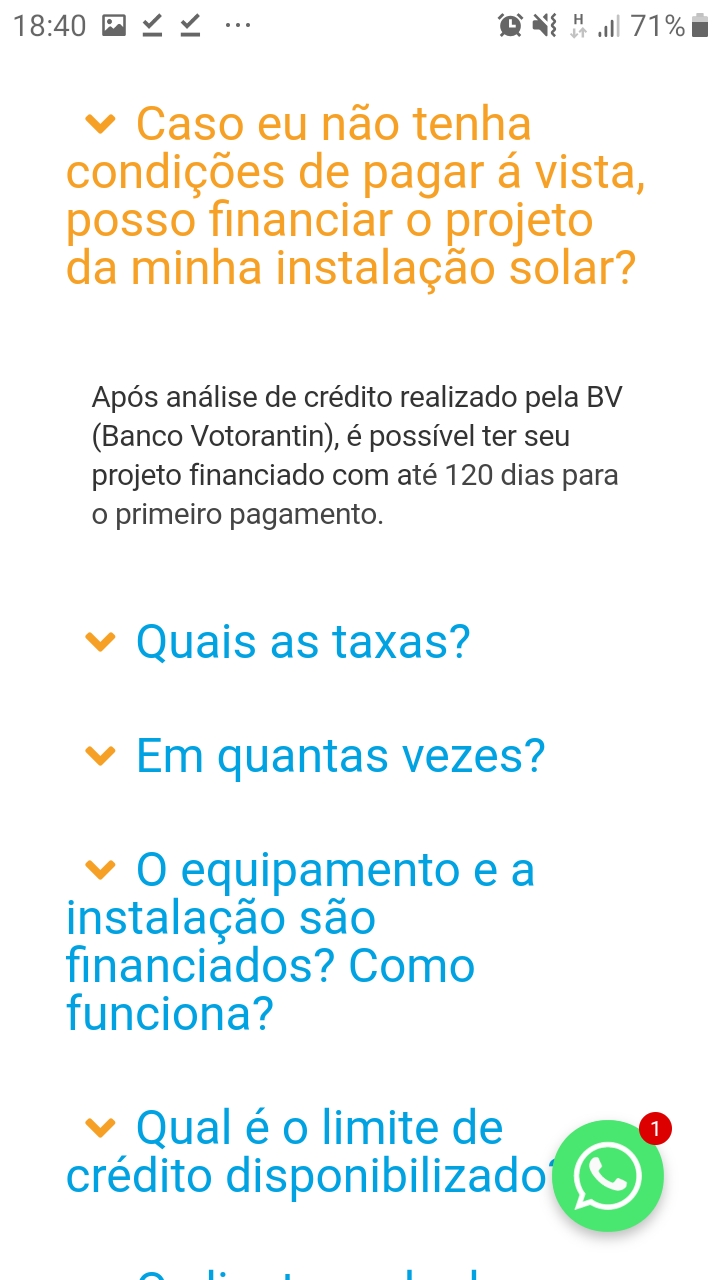 18:40
H
71%
Caso eu não tenha
condições de pagar á vista,
posso financiar o projeto
da minha instalação solar?
Após análise de crédito realizado pela BV
(Banco Votorantin), é possível ter seu
projeto financiado com até 120 dias para
o primeiro pagamento.
Quais as taxas?
Em quantas vezes?
O equipamento e a
instalação são
financiados? Como
funciona?
Qual é o limite de
crédito disponibilizado?
1